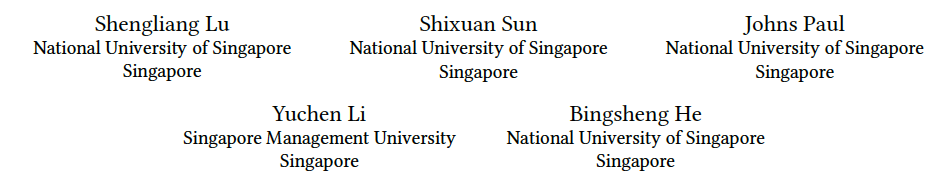 Shengliang Lu
National University of Singapore
Singapore
Shixuan Sun
National University of Singapore
Singapore
Johns Paul
National University of Singapore
Singapore
Yuchen Li
Singapore Management University
Singapore
Bingsheng He
National University of Singapore
Singapore